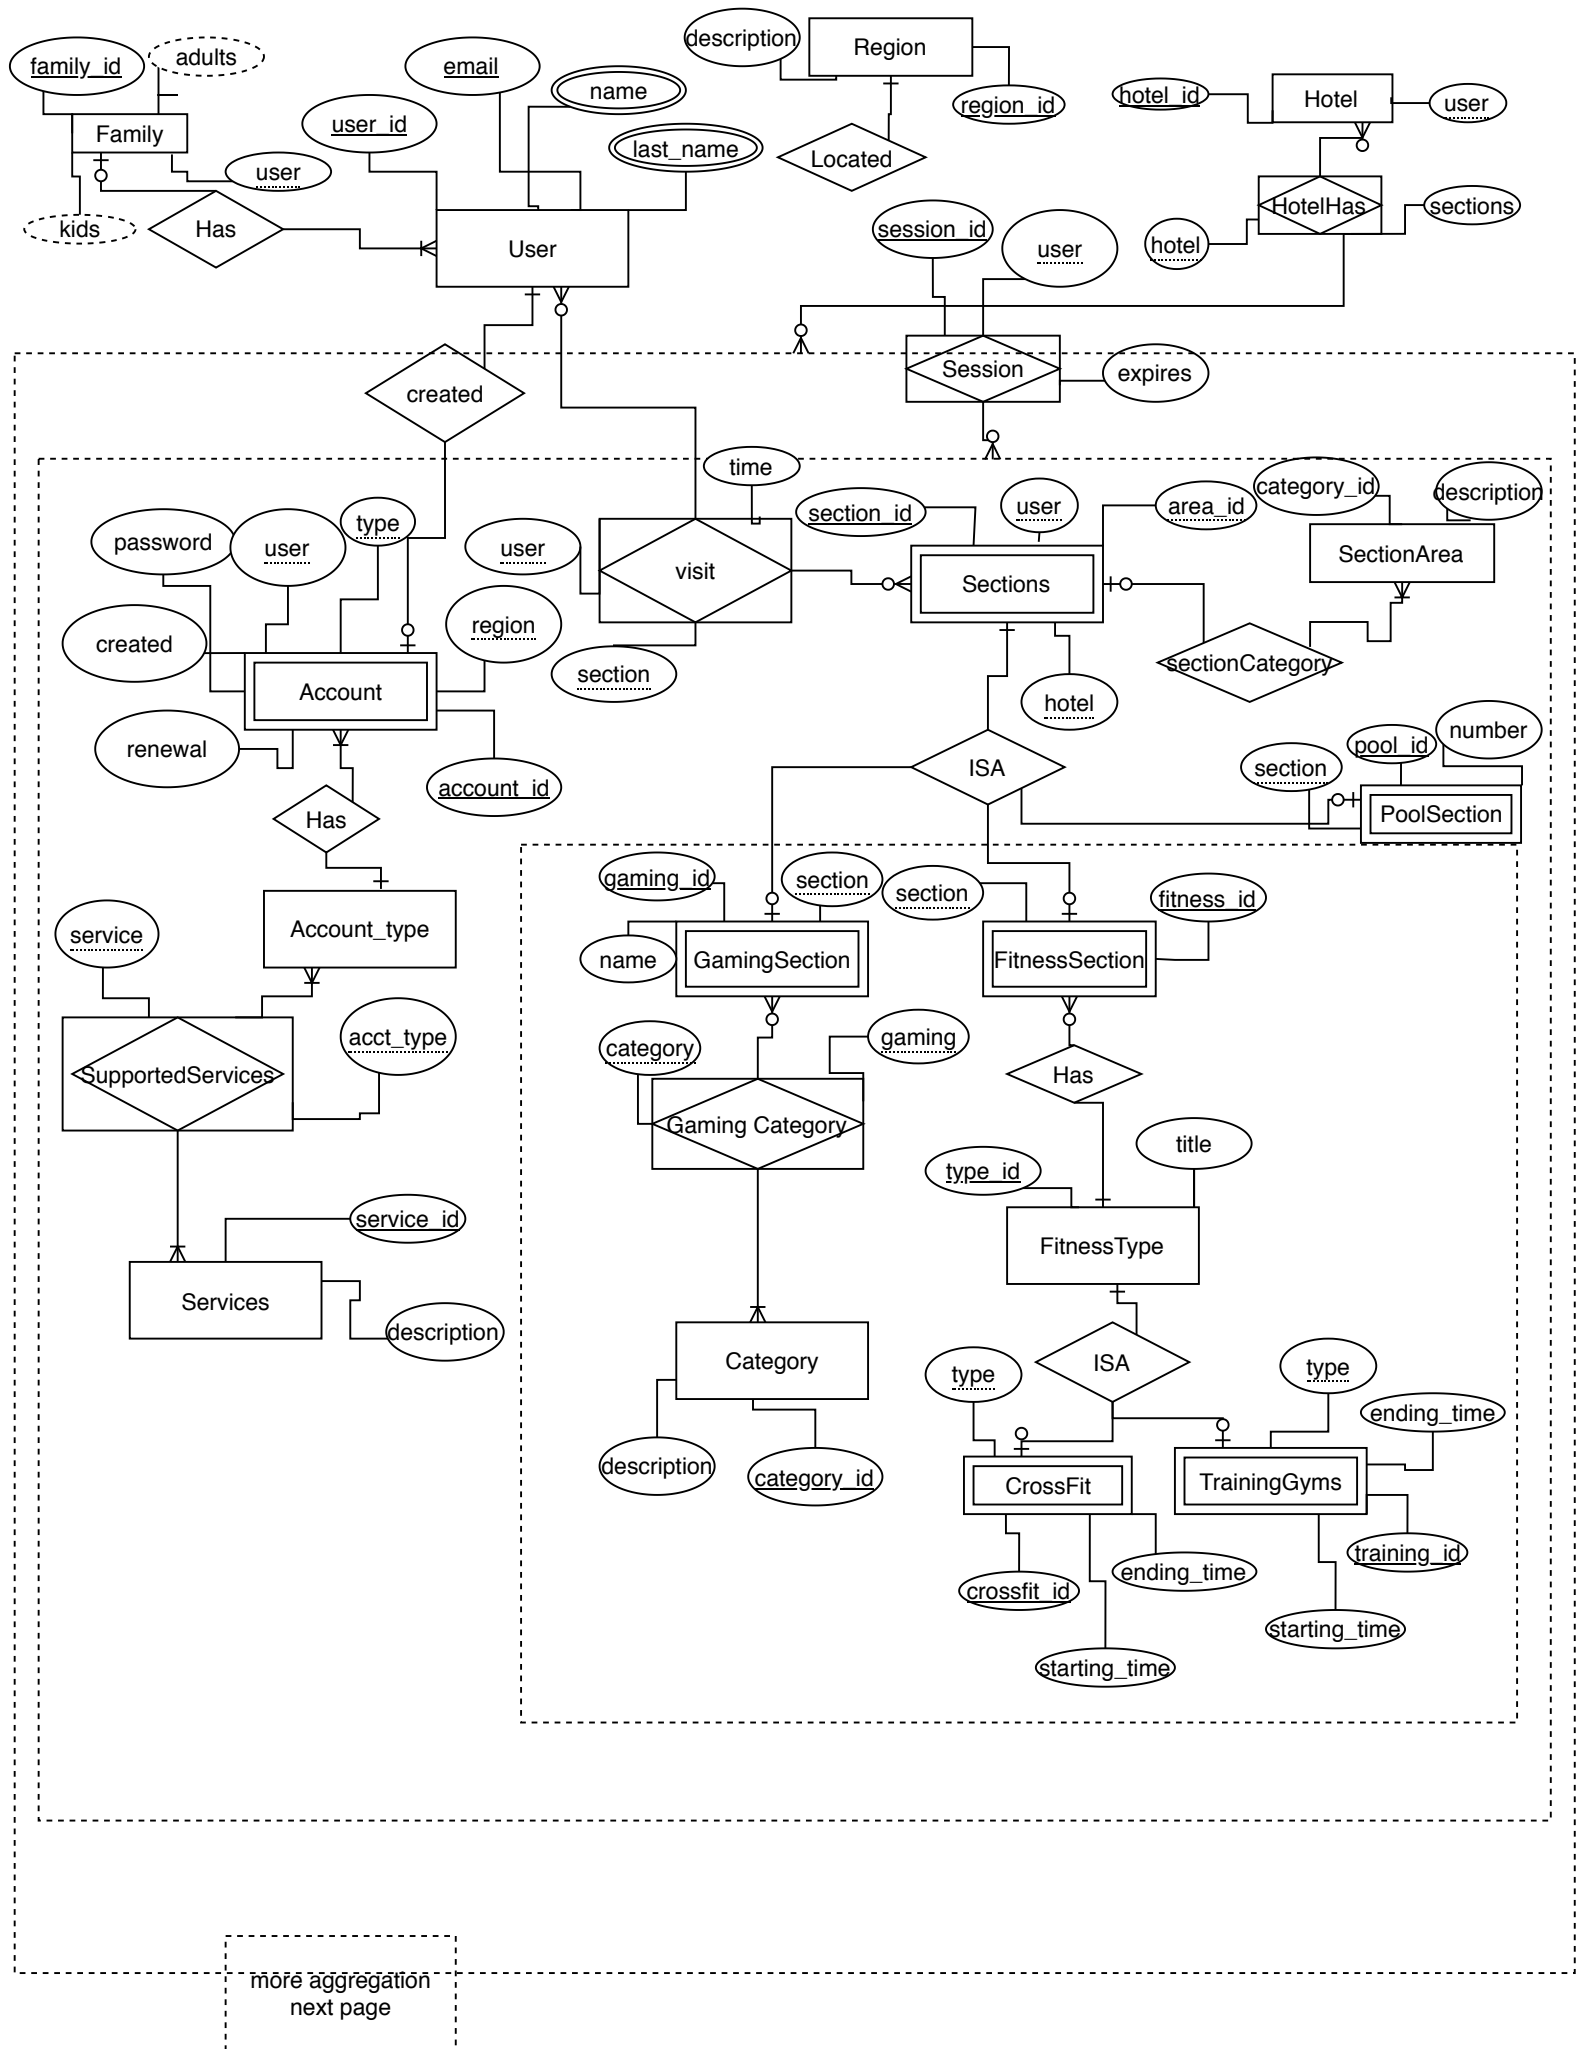 family_id
adults
email
name
description
Region
region_id
hotel_id
Hotel
user
Family
user_id
last_name
Located
user
kids
Has
User
session_id
user
HotelHas
sections
hotel
created
Session
expires
time
password
user
type
user
visit
section_id
user
area_id
category_id
description
Sections
SectionArea
created
region
section
sectionCategory
Account
hotel
renewal
account_id
ISA
section
pool_id
number
PoolSection
Has
service
Account_type
gaming_id
section
section
fitness_id
name
GamingSection
FitnessSection
acct_type
SupportedServices
category
gaming
Gaming Category
Has
type_id
title
service_id
FitnessType
Services
description
Category
ISA
type
type
ending_time
description
category_id
CrossFit
TrainingGyms
training_id
crossfit_id
ending_time
starting_time
starting_time
more aggregation
next page